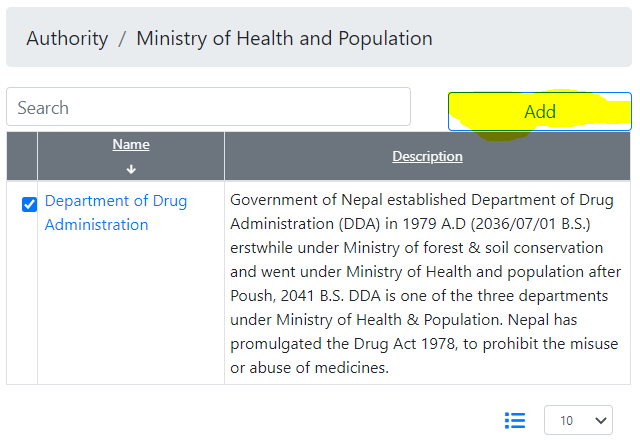 Authority / Ministry of Health and Population
Search
Add
Name
Description
Department of Drug
Administration
Government of Nepal established Department of Drug
Administration (DDA) in 1979 A.D (2036/07/01 B.S.)
erstwhile under Ministry of forest & soil conservation
and went under Ministry of Health and population after
Poush, 2041 B.S. DDA is one of the three departments
under Ministry of Health & Population. Nepal has
promulgated the Drug Act 1978, to prohibit the misuse
or abuse of medicines.
10